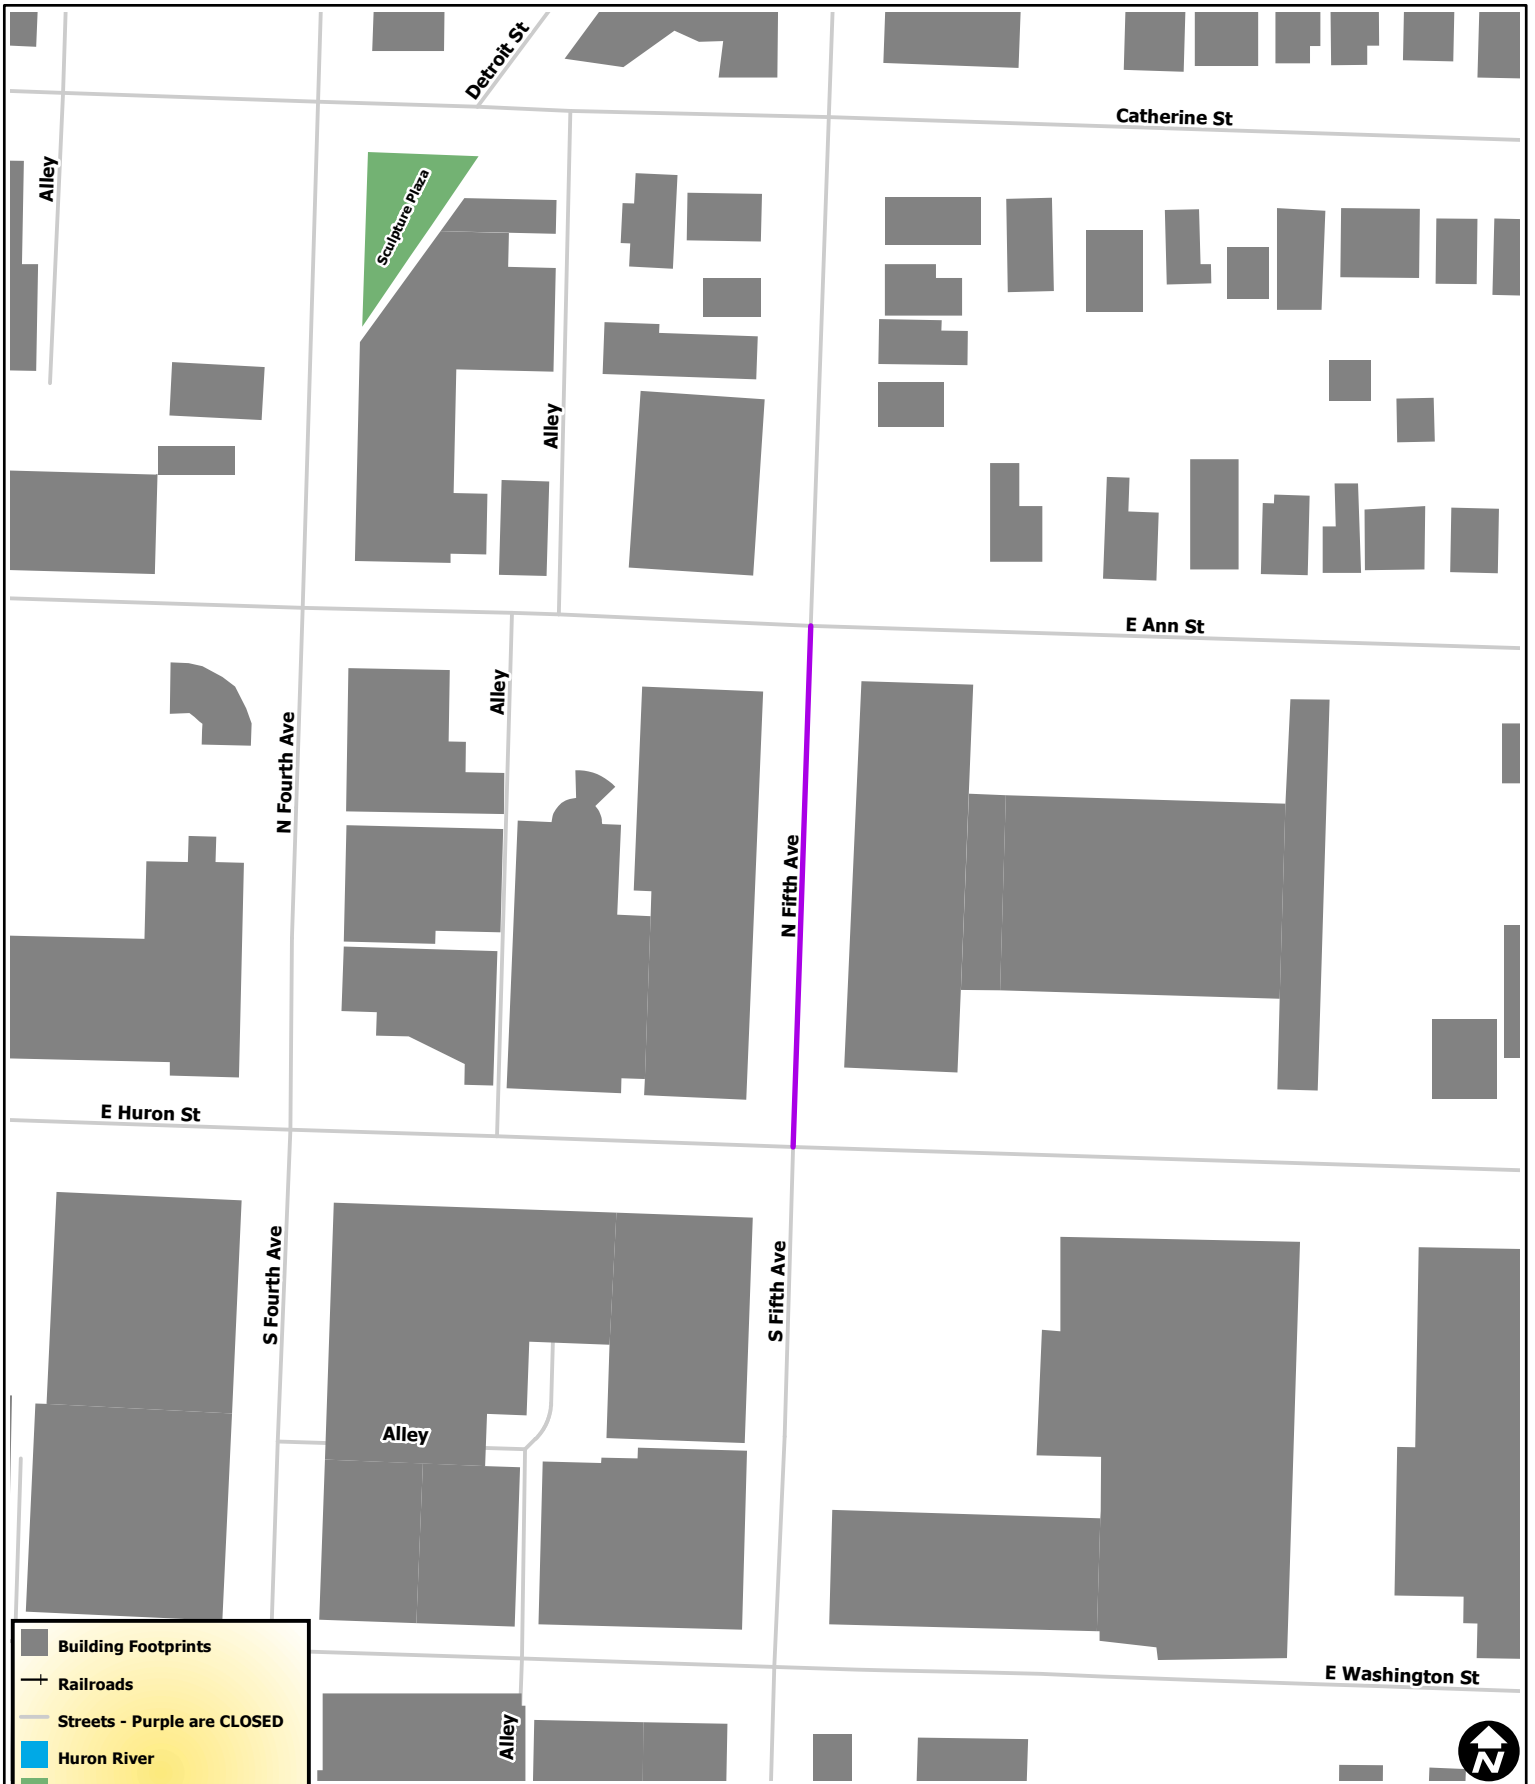 Detroit St
Catherine St
Alley
Sculpture Plaza
Alley
E Ann St
Alley
N Fourth Ave
N Fifth Ave
E Huron St
S Fourth Ave
S Fifth Ave
Alley
Building Footprints
Railroads
Streets - Purple are CLOSED
Huron River
E Washington St
Alley
N